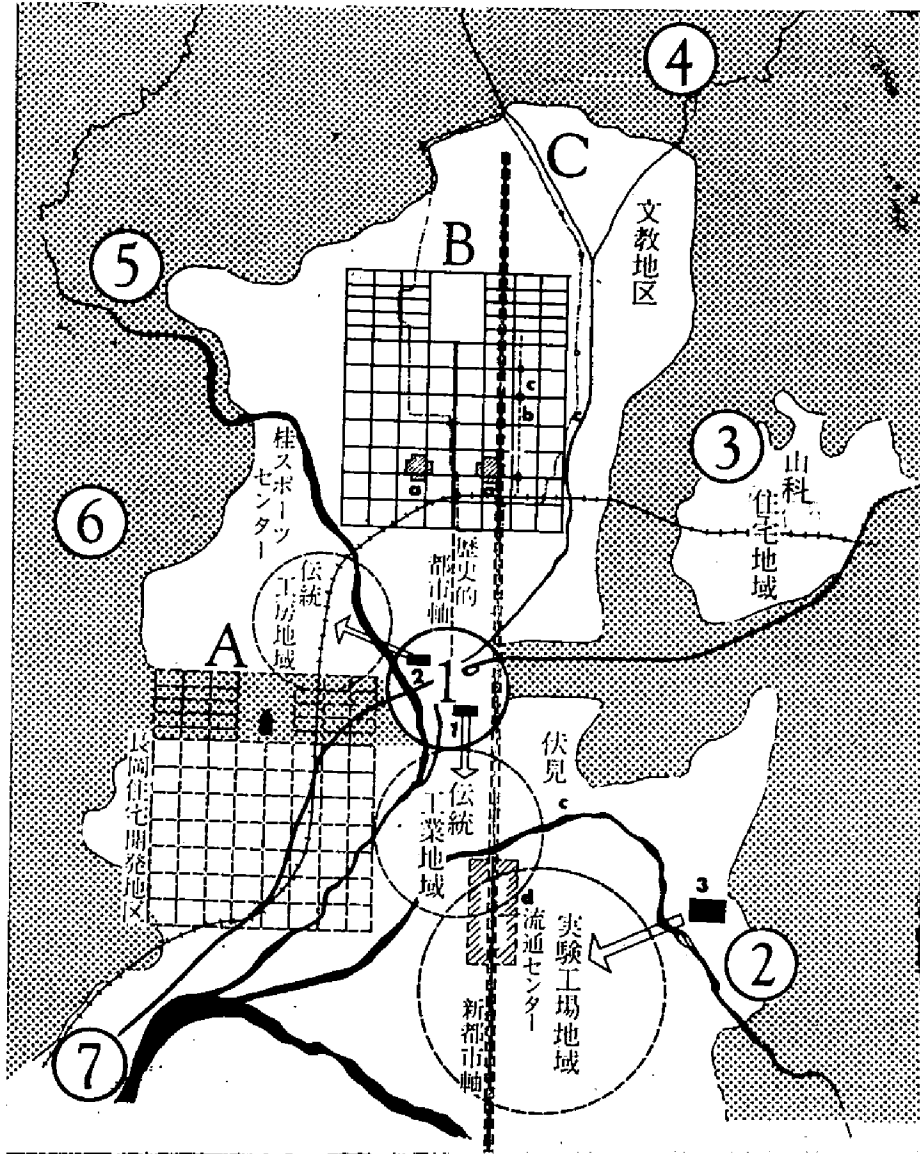 4
C
文教地区
B
5
c
b
c
a
a
3
山科
住宅地域
桂スポーツ
センター
6
歴史的
都市軸
伝統
工房地域
A
2
1
1
長岡住宅開発地区
伏見
c
伝統
工業地域
3
d
流通センター
実験工場地域
2
新都市軸
7